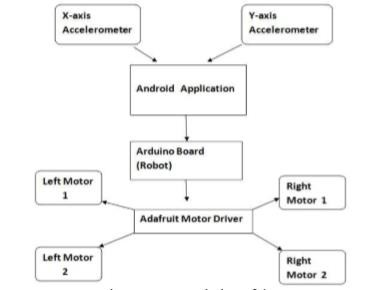 X-axis
Accelerometer
Y-axis
Accelerometer
Android Application
Arduino Board
(Robot)
Left Motor
1
Right
Motor 1
Adafruit Motor Driver
Left Motor
2
Right
Motor 2